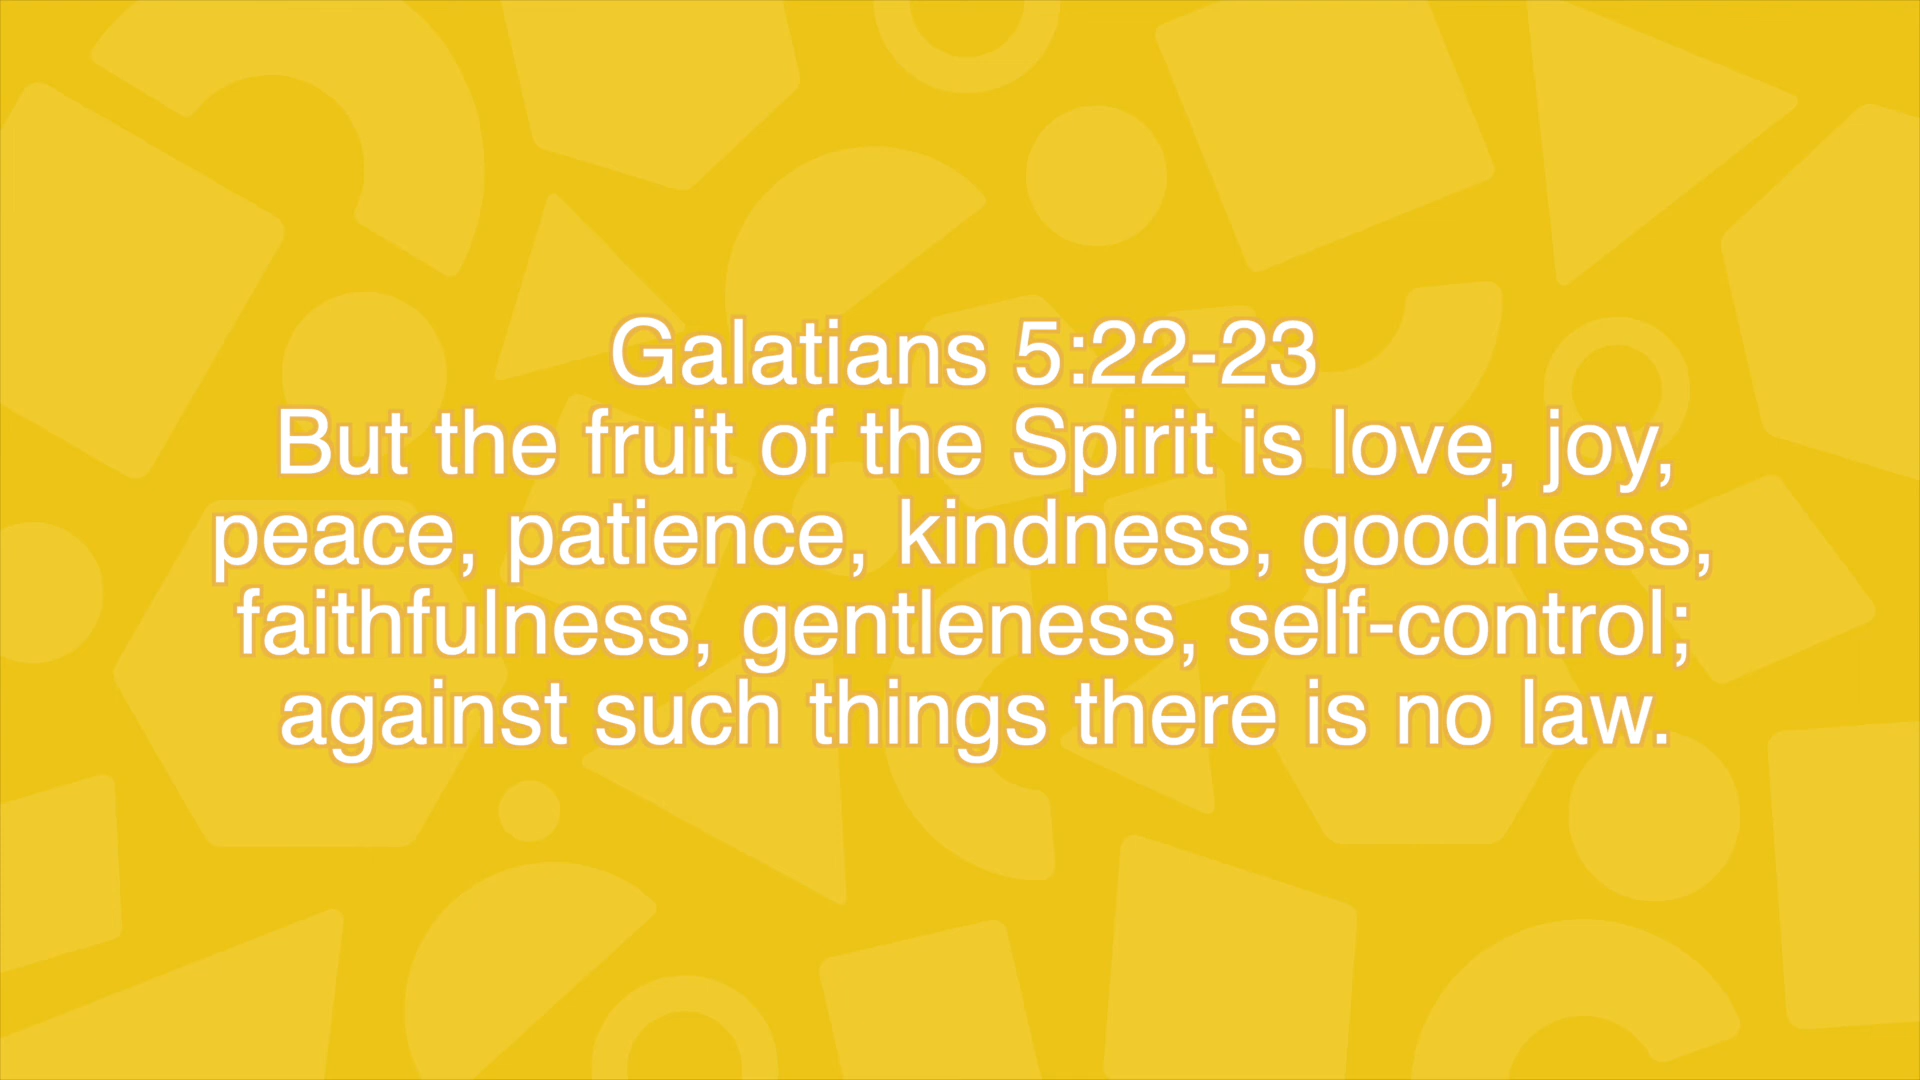 Galatians 5:22-23
But the fruit of the Spirit is love, joy,
peace, patience, kindness, goodness,
faithfulness, gentleness, self-control;
against such things there is no law.